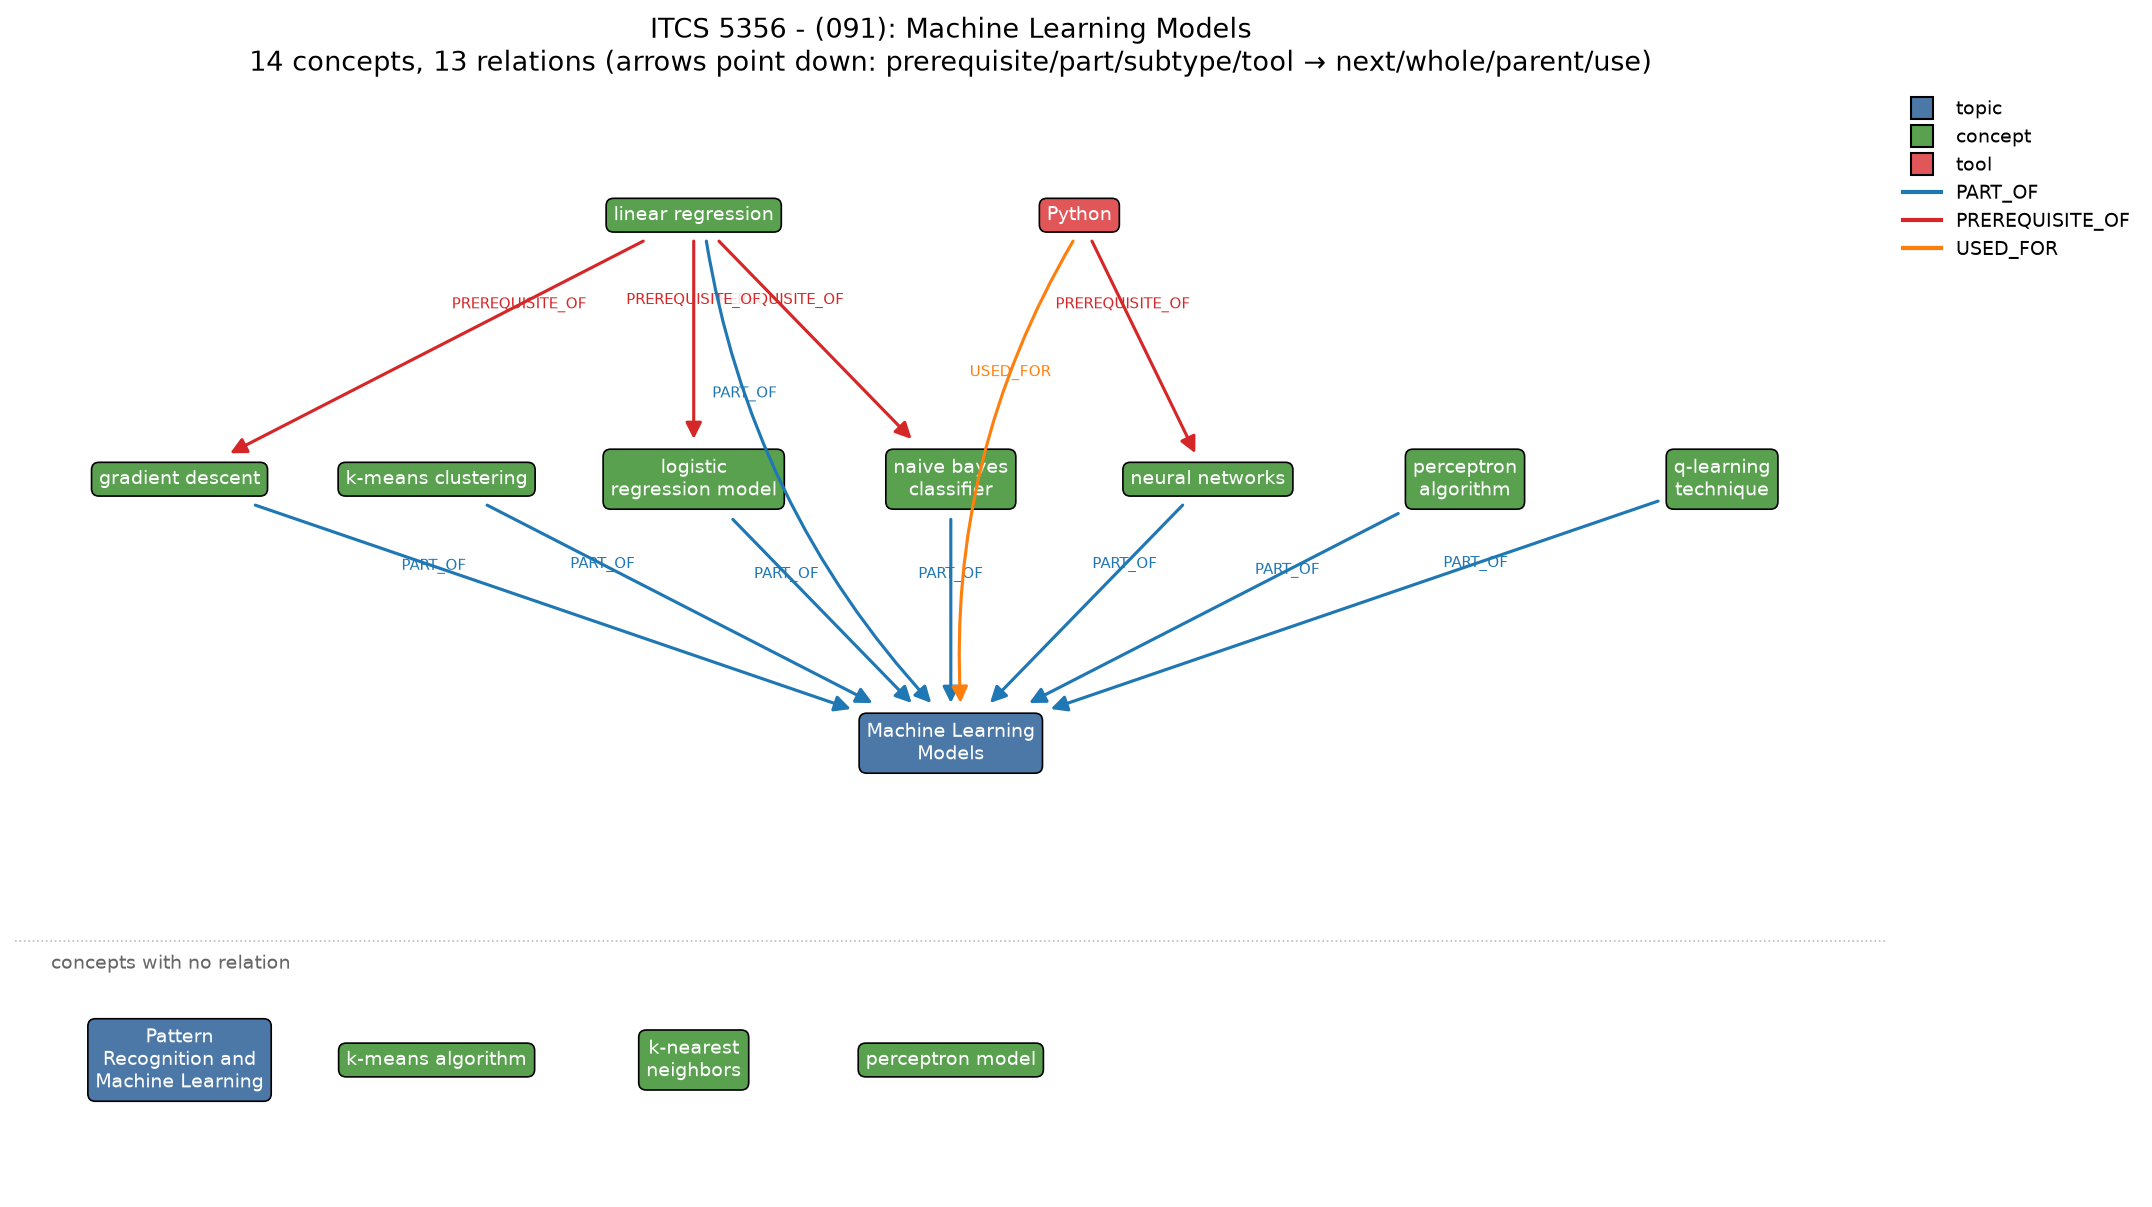 ITCS 5356 - (091): Machine Learning Models
14 concepts, 13 relations (arrows point down: prerequisite/part/subtype/tool → next/whole/parent/use)
topic
concept
tool
PART_OF
PREREQUISITE_OF
USED_FOR
linear regression
Python
PREREQUISITE_OF
PREREQUISITE_OF
QUISITE_OF
PREREQUISITE_OF
USED_FOR
PART_OF
gradient descent
k-means clustering
logistic
regression model
naive bayes
classifier
neural networks
perceptron
algorithm
q-learning
technique
PART_OF
PART_OF
PART_OF
PART_OF
PART_OF
PART_OF
PART_OF
Machine Learning
Models
concepts with no relation
Pattern
Recognition and
Machine Learning
k-means algorithm
k-nearest
neighbors
perceptron model